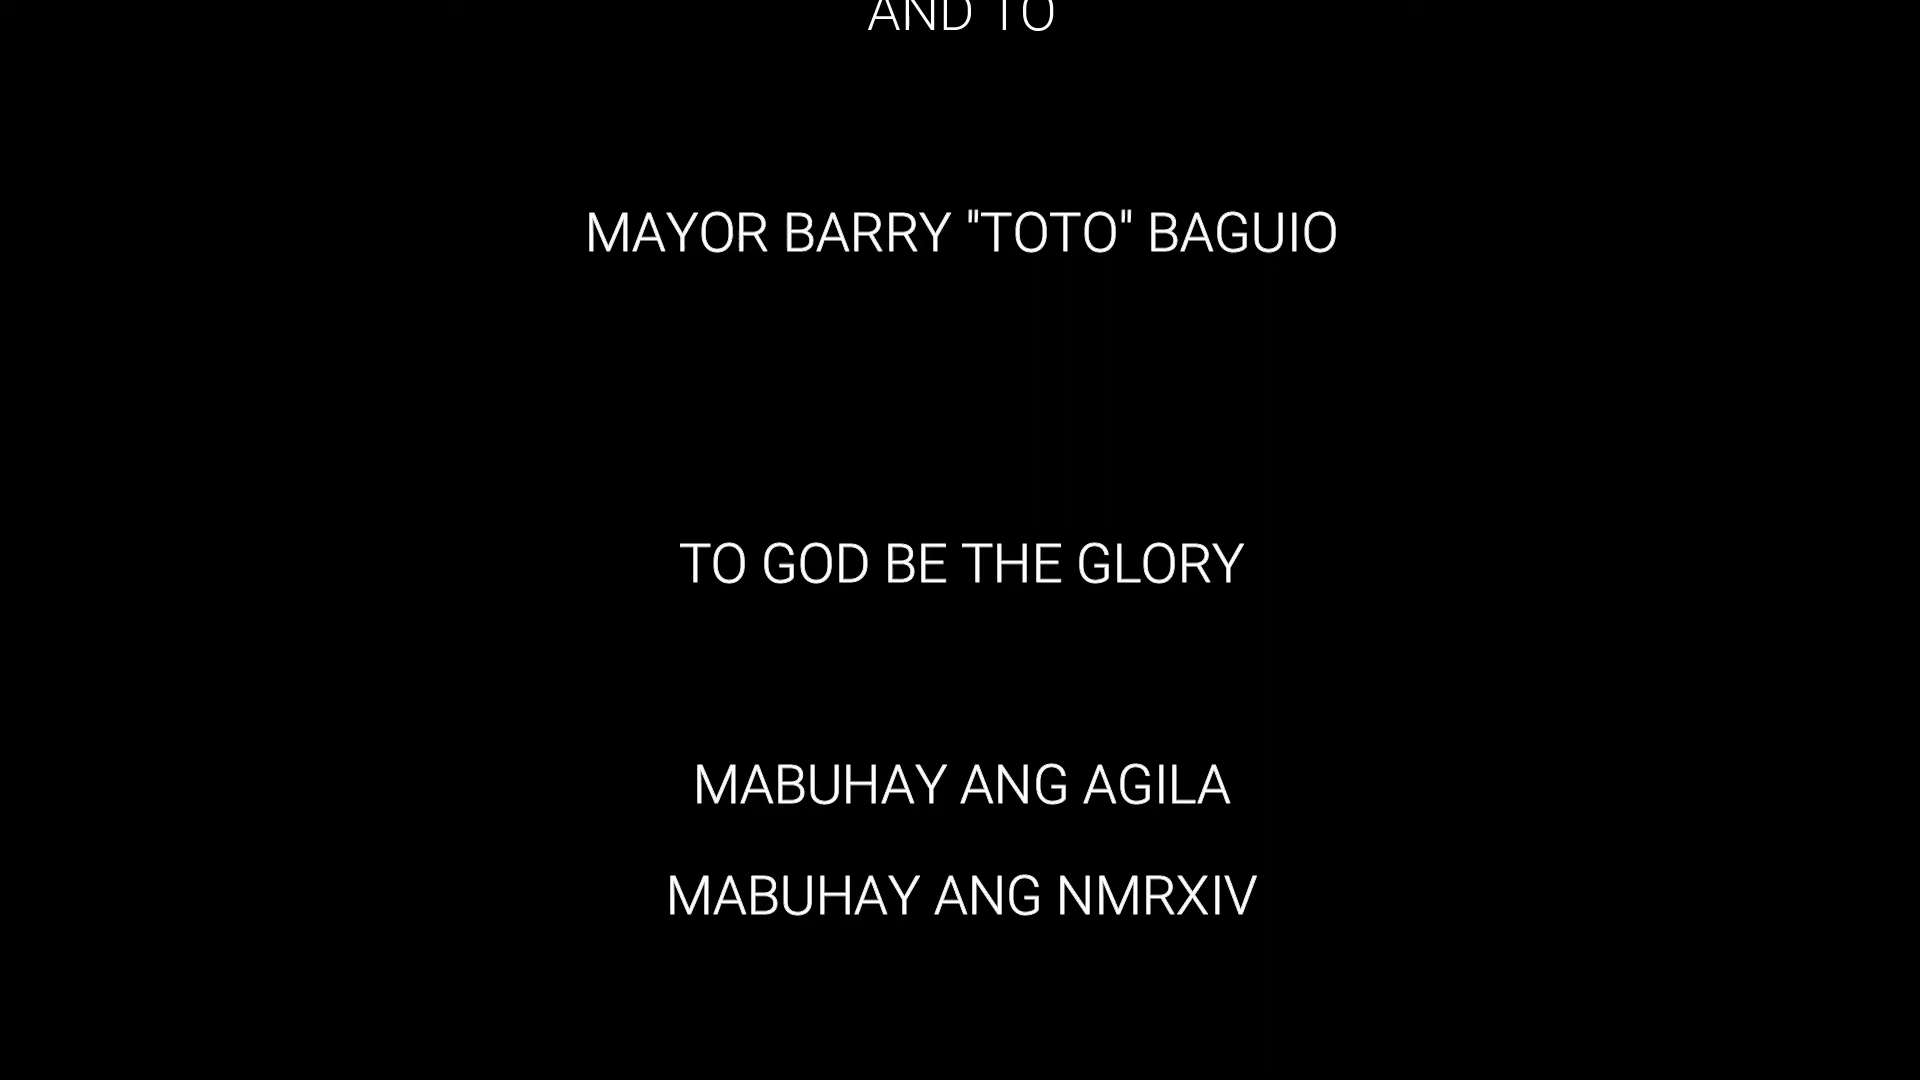 AND TO
MAYOR BARRY "TOTO" BAGUIO
TO GOD BE THE GLORY
MABUHAY ANG AGILA
MABUHAY ANG NMRXIV